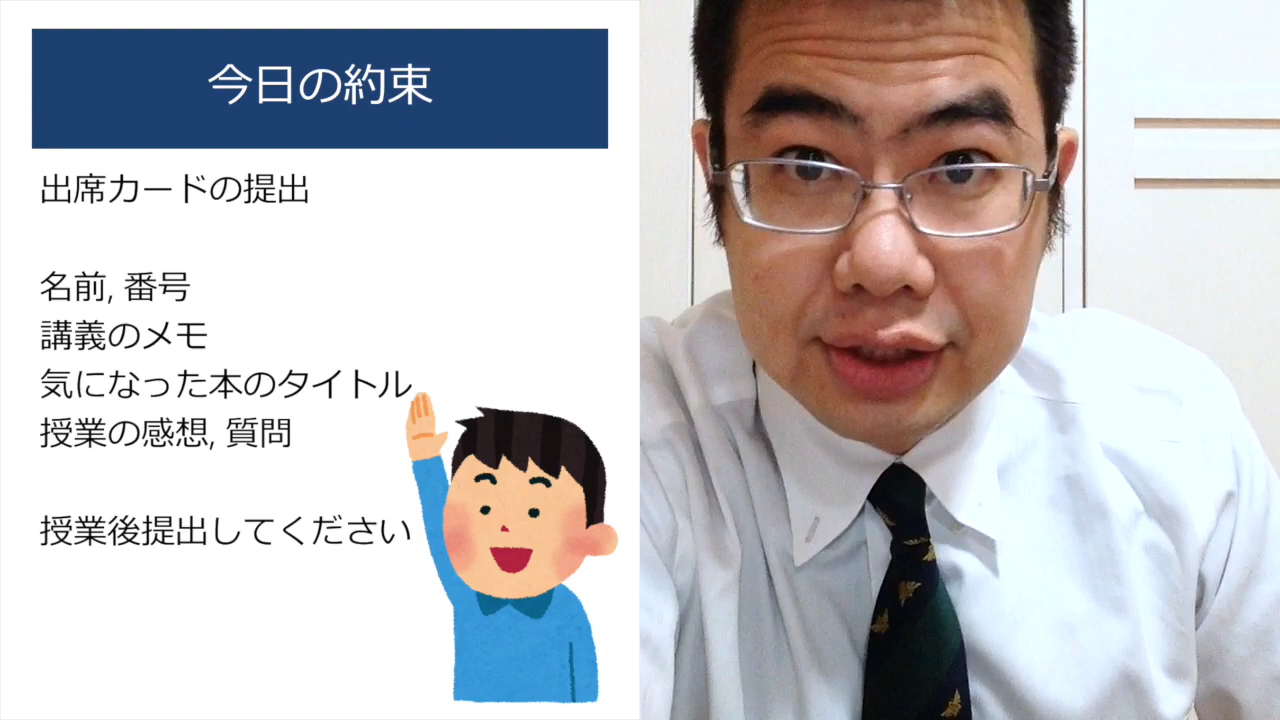 今日の約束
出席カードの提出
名前, 番号
講義のメモ
気になった本のタイトル
授業の感想, 質問
授業後提出してください